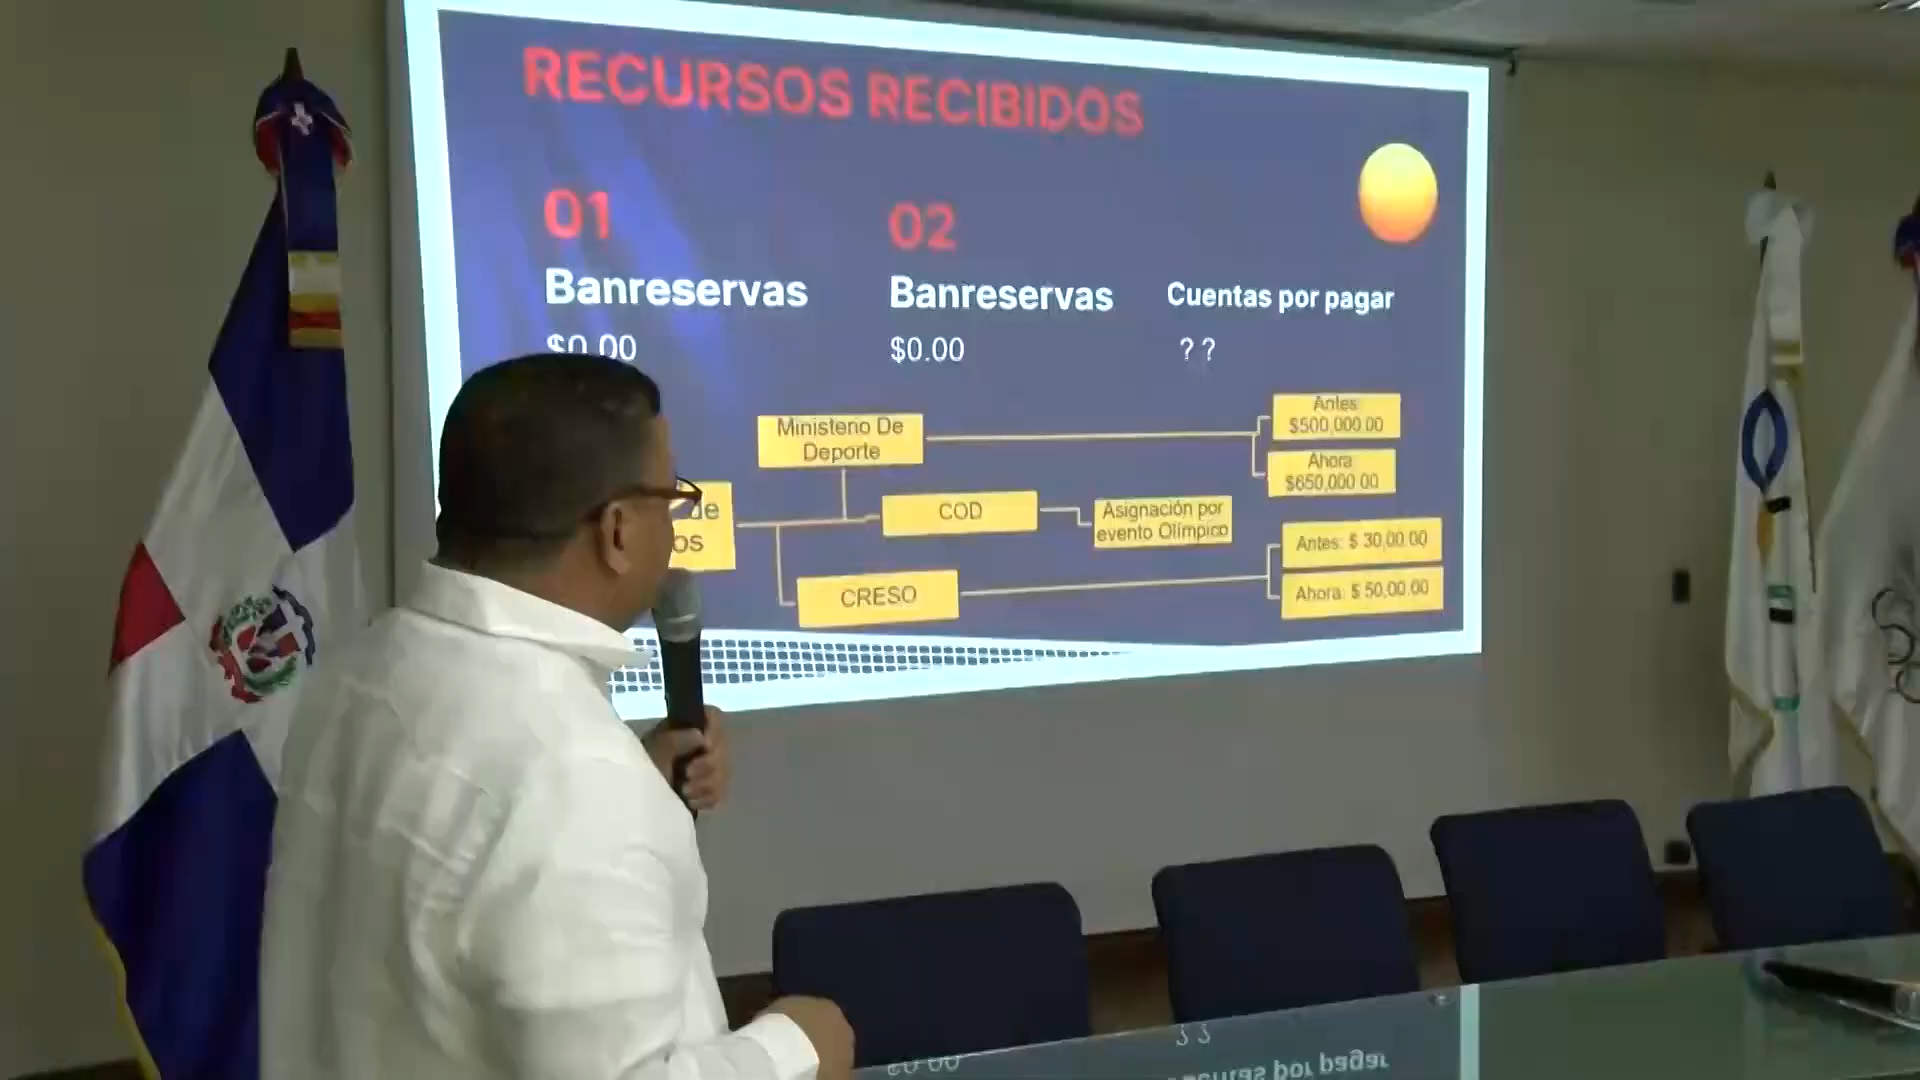 RECURSOS RECIBIDOS
01
02
Banreservas
Banreservas
Cuentas por pagar
$0.00
$0.00
? ?
Ministerio De
Deporte
Antes
$500,000.00
Ahora
$650,000.00
de
os
COD
Asignación por
evento Olímpico
Antes: $ 30,00.00
CRESO
Ahora: $ 50,00.00